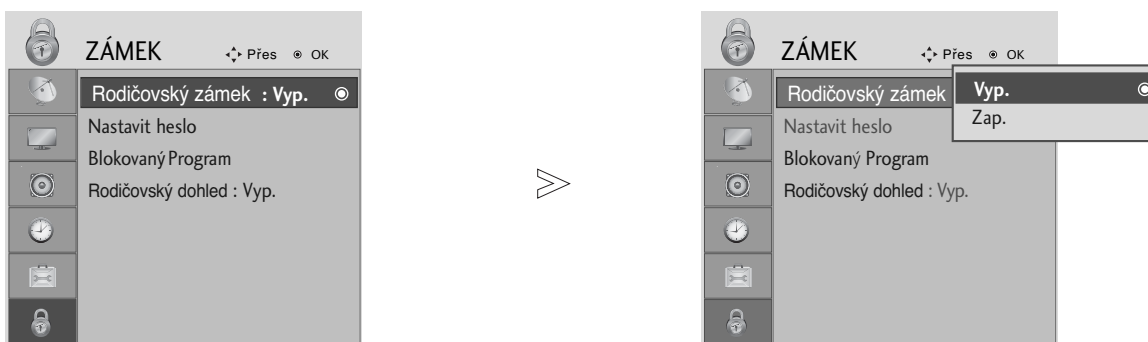 ZÁMEK Přes OK
Rodičovský zámek : Vyp.
Nastavit heslo
Blokovaný Program
Rodičovský dohled : Vyp.
ZÁMEK Přes OK
Rodičovský zámek
Vyp.
Zap.
Nastavit heslo
Blokovaný Program
Rodičovský dohled : Vyp.